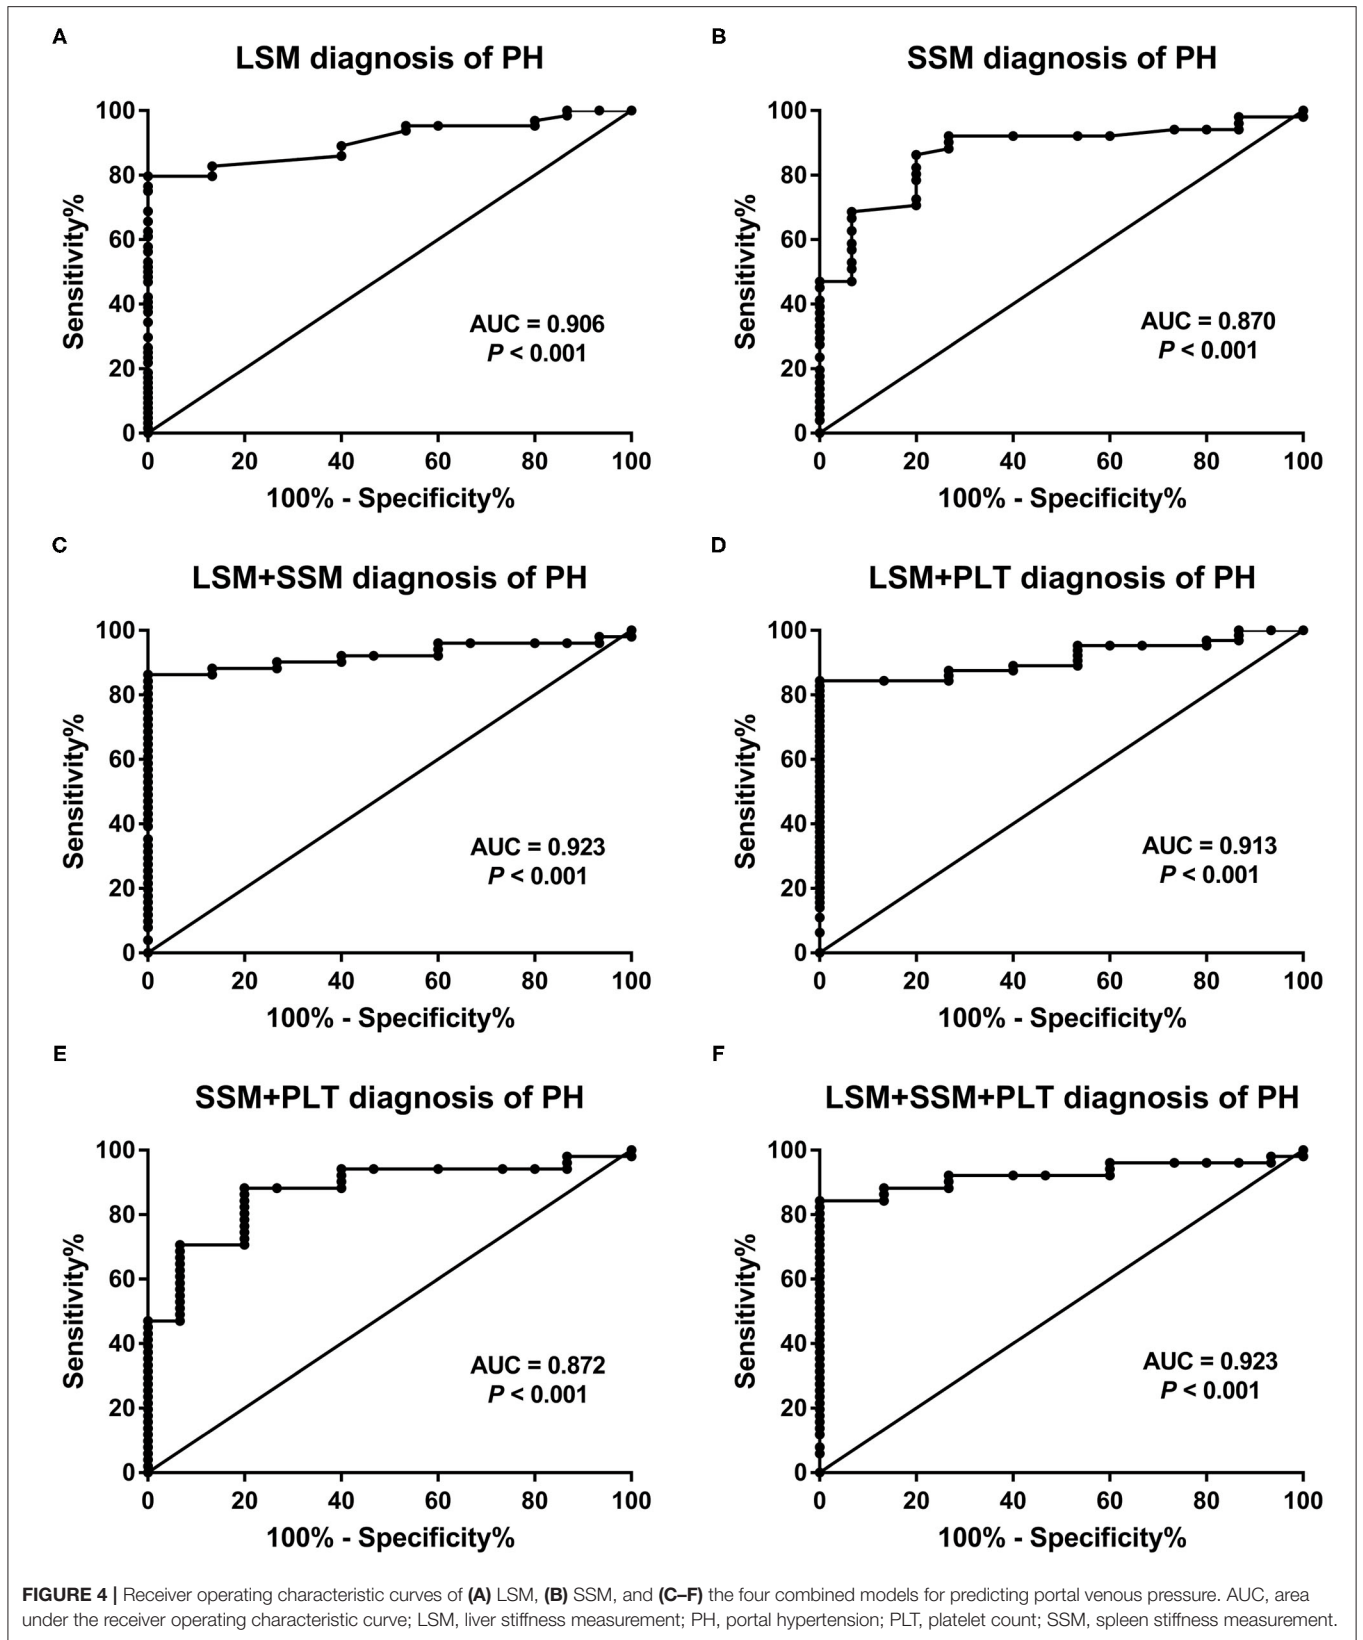 A
LSM diagnosis of PH
100
80
60
40
20
0
Sensitivity%
AUC = 0.906
P < 0.001
0 20 40 60 80 100
100% - Specificity%
B
SSM diagnosis of PH
100
80
60
40
20
0
Sensitivity%
AUC = 0.870
P < 0.001
0 20 40 60 80 100
100% - Specificity%
C
LSM+SSM diagnosis of PH
100
80
60
40
20
0
Sensitivity%
AUC = 0.923
P < 0.001
0 20 40 60 80 100
100% - Specificity%
D
LSM+PLT diagnosis of PH
100
80
60
40
20
0
Sensitivity%
AUC = 0.913
P < 0.001
0 20 40 60 80 100
100% - Specificity%
E
SSM+PLT diagnosis of PH
100
80
60
40
20
0
Sensitivity%
AUC = 0.872
P < 0.001
0 20 40 60 80 100
100% - Specificity%
F
LSM+SSM+PLT diagnosis of PH
100
80
60
40
20
0
Sensitivity%
AUC = 0.923
P < 0.001
0 20 40 60 80 100
100% - Specificity%
FIGURE 4 | Receiver operating characteristic curves of (A) LSM, (B) SSM, and (C–F) the four combined models for predicting portal venous pressure. AUC, area
under the receiver operating characteristic curve; LSM, liver stiffness measurement; PH, portal hypertension; PLT, platelet count; SSM, spleen stiffness measurement.